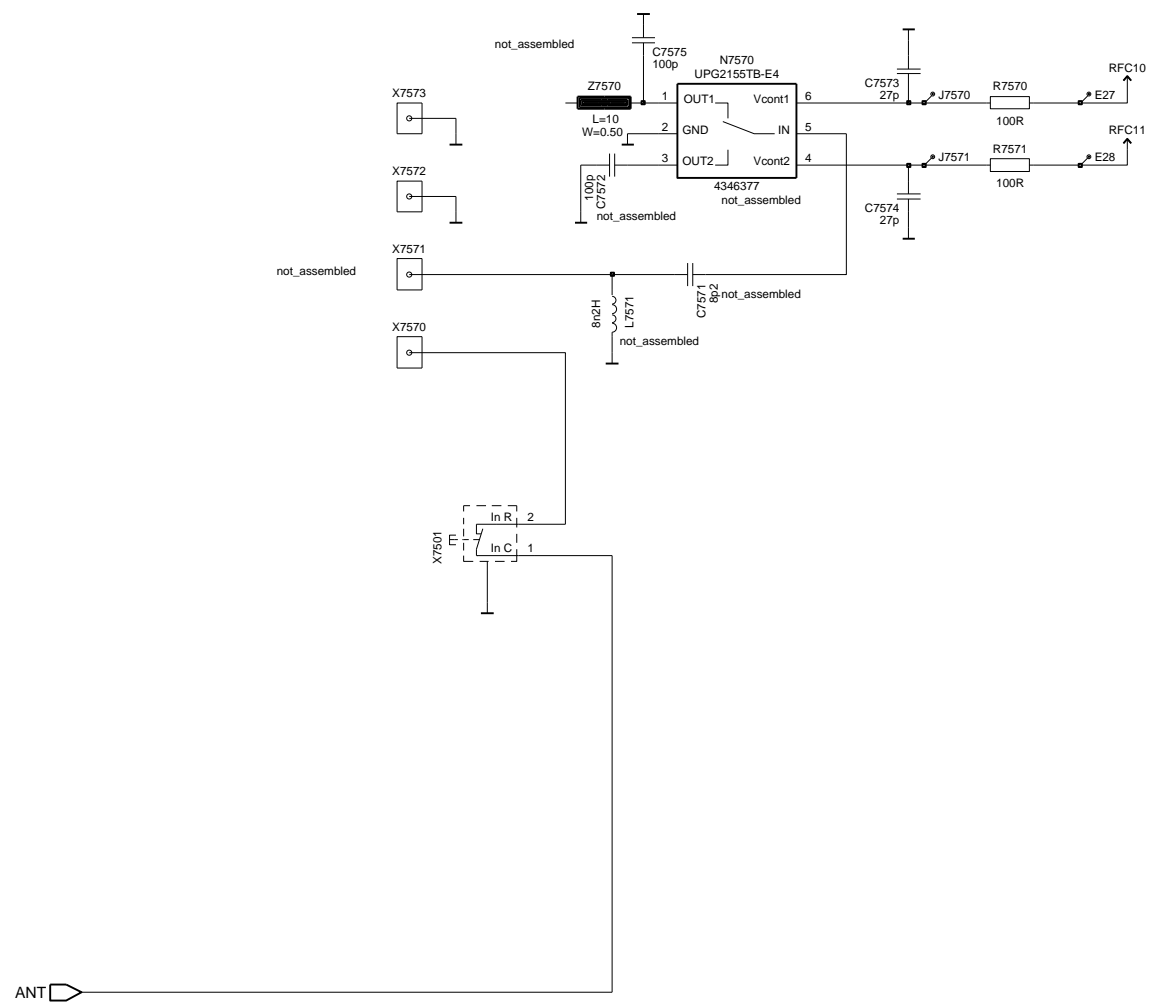 not_assembled
C7575
100p
N7570
UPG2155TB-E4
RFC10
C7573
27p
Z7570
R7570
X7573
1
OUT1
Vcont1
6
J7570
E27
L=10
W=0.50
100R
2
GND
IN
5
RFC11
R7571
X7572
3
OUT2
Vcont2
4
J7571
E28
100p
C7572
4346377
not_assembled
100R
not_assembled
C7574
27p
X7571
not_assembled
C7571
8p2
not_assembled
8n2H
L7571
not_assembled
X7570
In R
2
X7501
In C
1
ANT